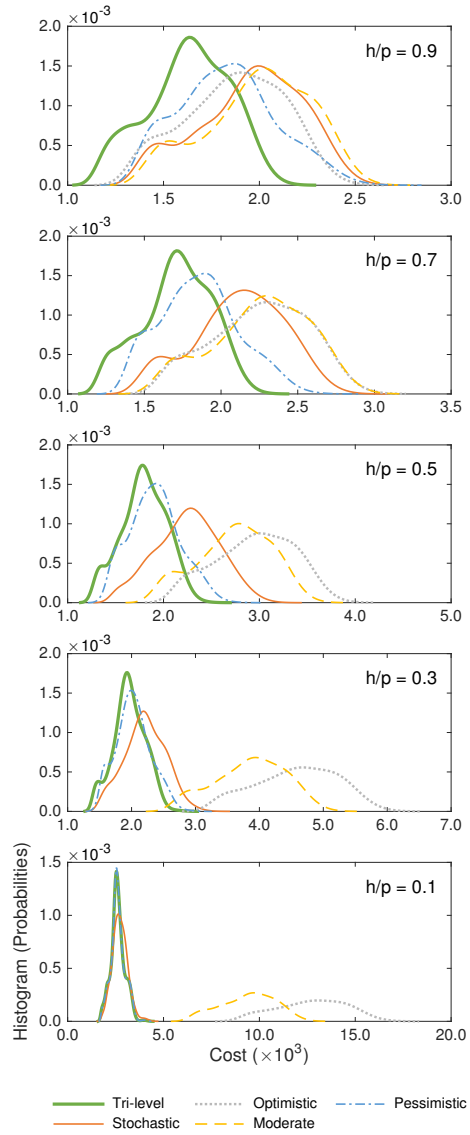 ×10⁻³
2.0
1.5
1.0
0.5
0.0
h/p = 0.9
1.0 1.5 2.0 2.5 3.0
×10⁻³
2.0
1.5
1.0
0.5
0.0
h/p = 0.7
1.0 1.5 2.0 2.5 3.0 3.5
×10⁻³
2.0
1.5
1.0
0.5
0.0
h/p = 0.5
1.0 2.0 3.0 4.0 5.0
×10⁻³
2.0
1.5
1.0
0.5
0.0
h/p = 0.3
1.0 2.0 3.0 4.0 5.0 6.0 7.0
×10⁻³
1.5
1.0
0.5
0.0
h/p = 0.1
0.0 5.0 10.0 15.0 20.0
Histogram (Probabilities)
Cost (×10³)
Tri-level Optimistic Pessimistic
Stochastic Moderate